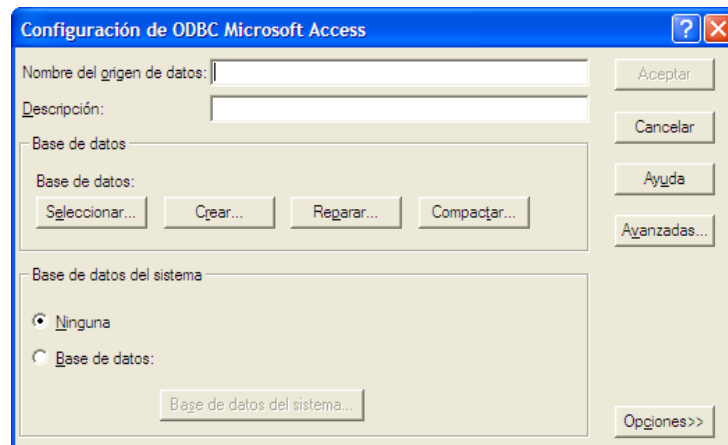 Configuración de ODBC Microsoft Access
Nombre del origen de datos:
Aceptar
Descripción:
Cancelar
Base de datos
Base de datos:
Ayuda
Seleccionar...
Crear...
Reparar...
Compactar...
Avanzadas...
Base de datos del sistema
Ninguna
Base de datos:
Base de datos del sistema...
Opciones>>